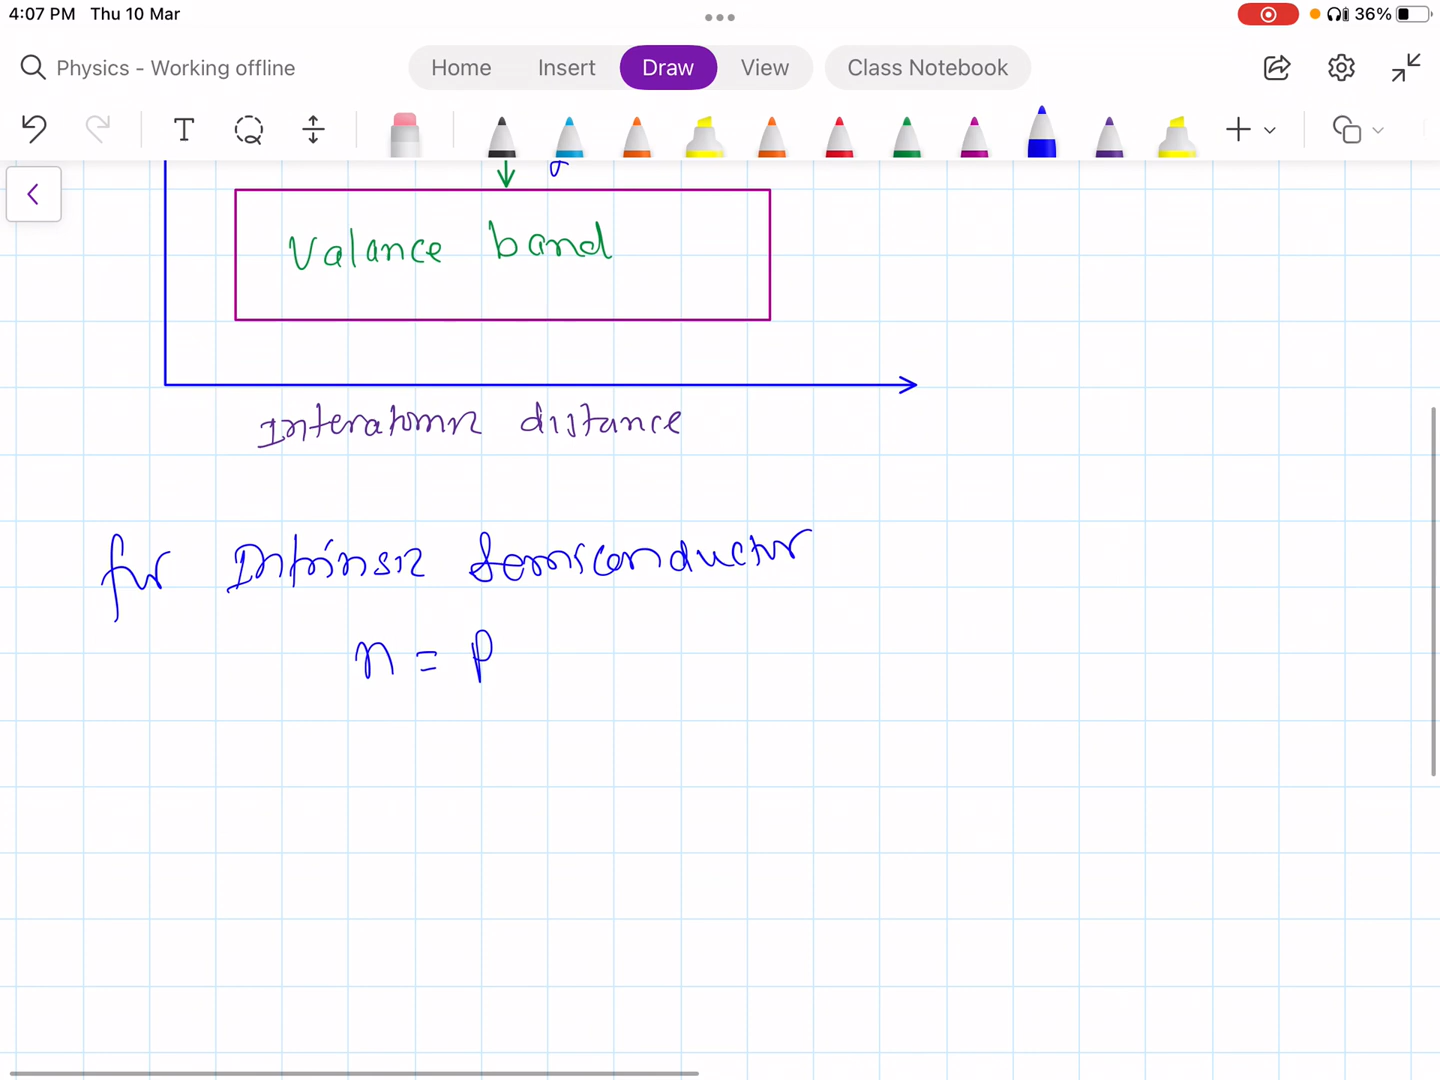 4:07 PM Thu 10 Mar
36%
Physics - Working offline
Home Insert Draw View Class Notebook
T
σ
Valance band
Interatomic distance
for Intrinsic Semiconductor
n = p